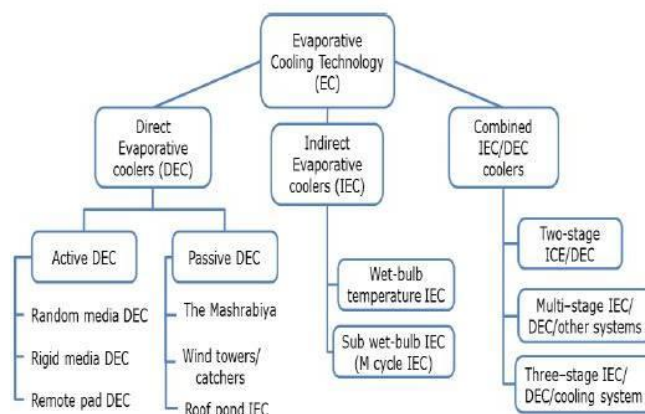 Evaporative
Cooling Technology
(EC)
Direct
Evaporative
coolers (DEC)
Indirect
Evaporative
coolers (IEC)
Combined
IEC/DEC
coolers
Active DEC
Passive DEC
Random media DEC
Rigid media DEC
Remote pad DEC
The Mashrabiya
Wind towers/
catchers
Roof pond IEC
Wet-bulb
temperature IEC
Sub wet-bulb IEC
(M cycle IEC)
Two-stage
ICE/DEC
Multi-stage IEC/
DEC/other systems
Three-stage IEC/
DEC/cooling system